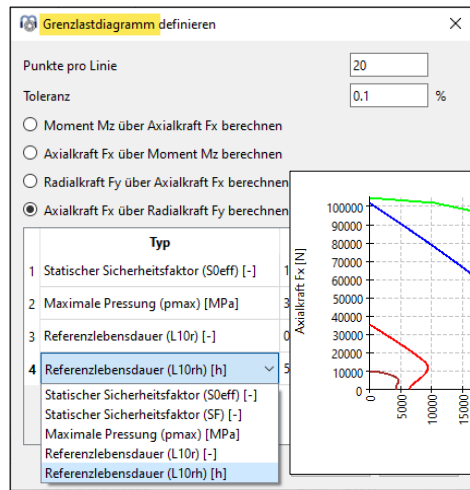 Grenzlastdiagramm definieren
Punkte pro Linie 20
Toleranz 0.1 %
Moment Mz über Axialkraft Fx berechnen
Axialkraft Fx über Moment Mz berechnen
Radialkraft Fy über Axialkraft Fx berechnen
Axialkraft Fx über Radialkraft Fy berechnen
Typ
1 Statischer Sicherheitsfaktor (S0eff) [-] 1
2 Maximale Pressung (pmax) [MPa] 3
3 Referenzlebensdauer (L10r) [-] 0
4 Referenzlebensdauer (L10rh) [h] 5
Statischer Sicherheitsfaktor (S0eff) [-]
Statischer Sicherheitsfaktor (SF) [-]
Maximale Pressung (pmax) [MPa]
Referenzlebensdauer (L10r) [-]
Referenzlebensdauer (L10rh) [h]
Axialkraft Fx [N]
100000
90000
80000
70000
60000
50000
40000
30000
20000
10000
0
0 5000 10000 15000